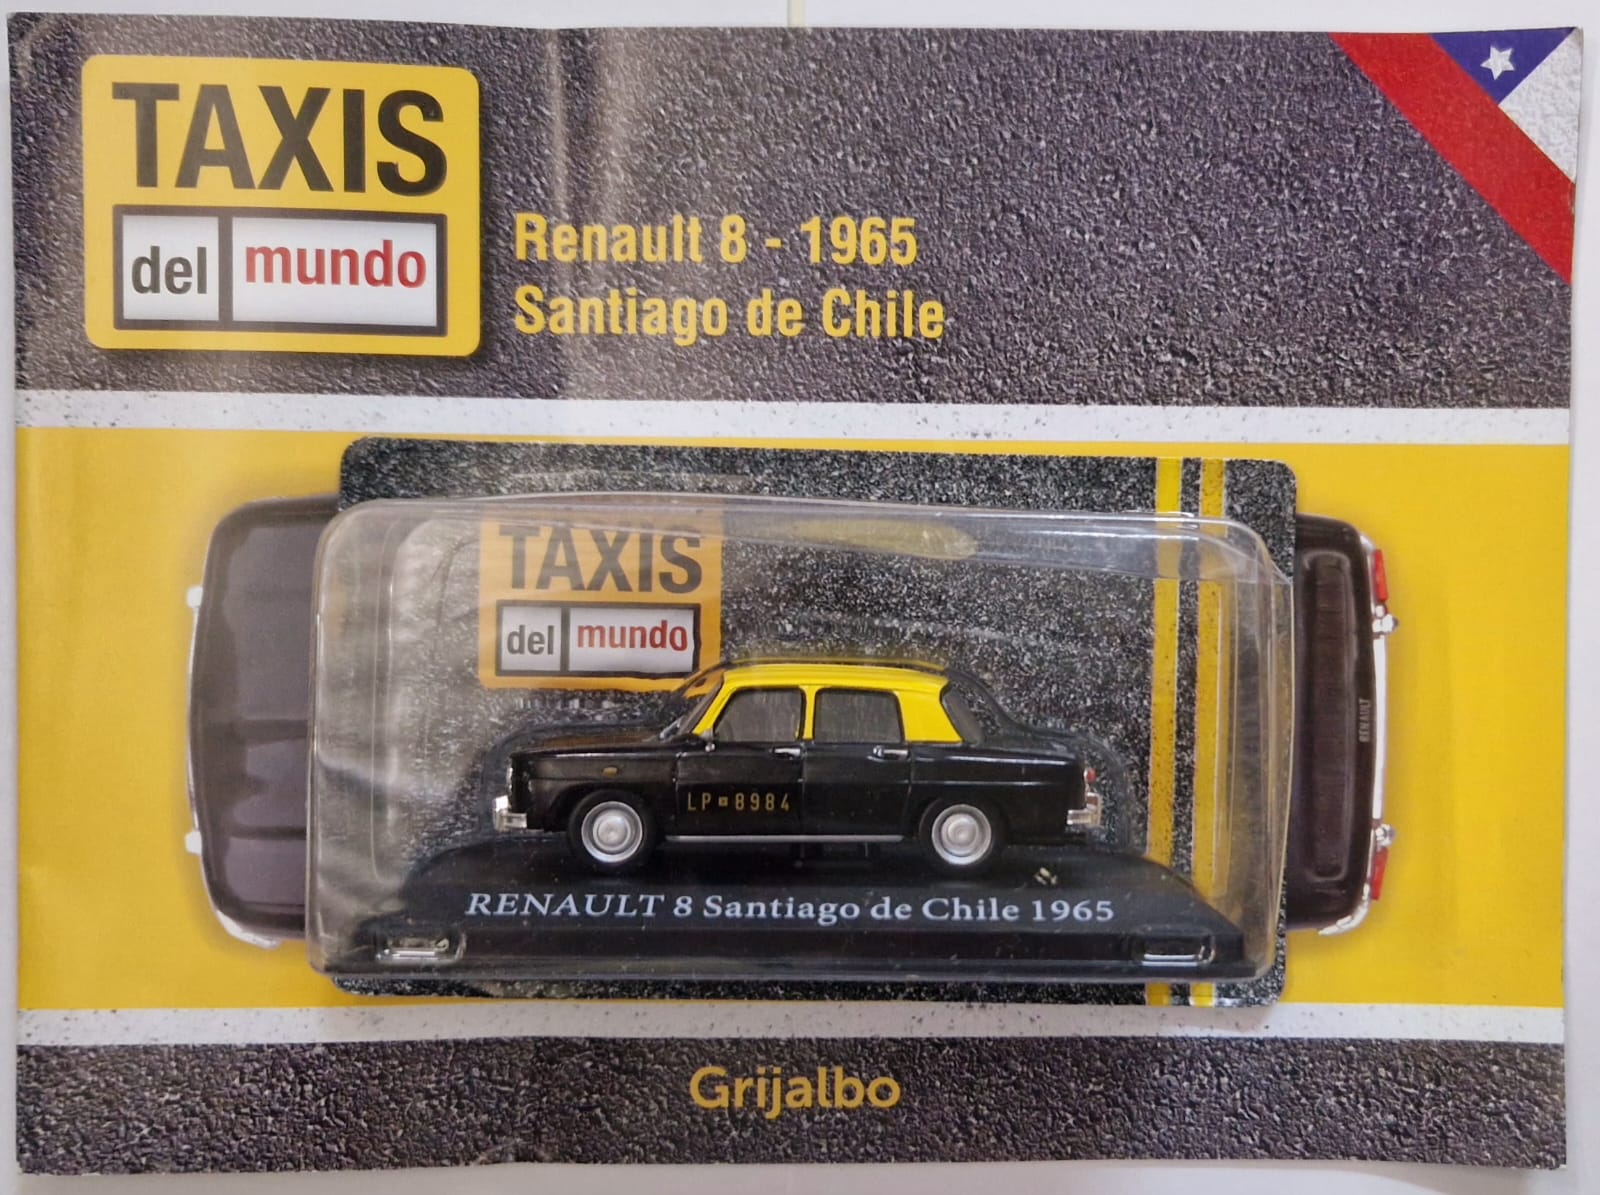 TAXIS
del mundo
Renault 8 - 1965
Santiago de Chile
TAXIS
del mundo
RENAULT
LP 8984
RENAULT 8 Santiago de Chile 1965
Grijalbo